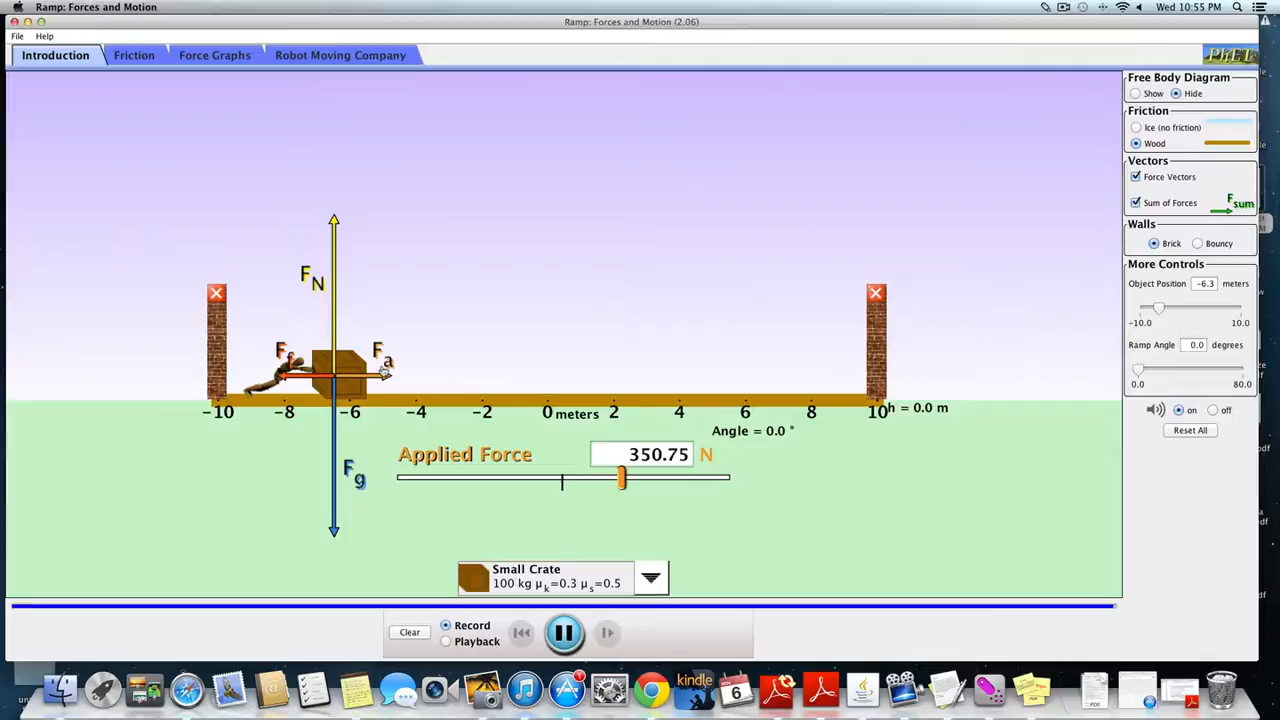 Ramp: Forces and Motion
Wed 10:55 PM
Ramp: Forces and Motion (2.06)
File Help
Introduction Friction Force Graphs Robot Moving Company
PhET
Free Body Diagram
Show Hide
Friction
Ice (no friction)
Wood
Vectors
Force Vectors
Sum of Forces
F sum
Walls
Brick Bouncy
More Controls
Object Position -6.3 meters
-10.0 10.0
Ramp Angle 0.0 degrees
0.0 80.0
on off
Reset All
FN
Ff Fa
Fg
-10 -8 -6 -4 -2 0 meters 2 4 6 8 10 h = 0.0 m
Angle = 0.0 °
Applied Force 350.75 N
Small Crate
100 kg μk=0.3 μs=0.5
Clear
Record
Playback
kindle
NOV
6
PDF